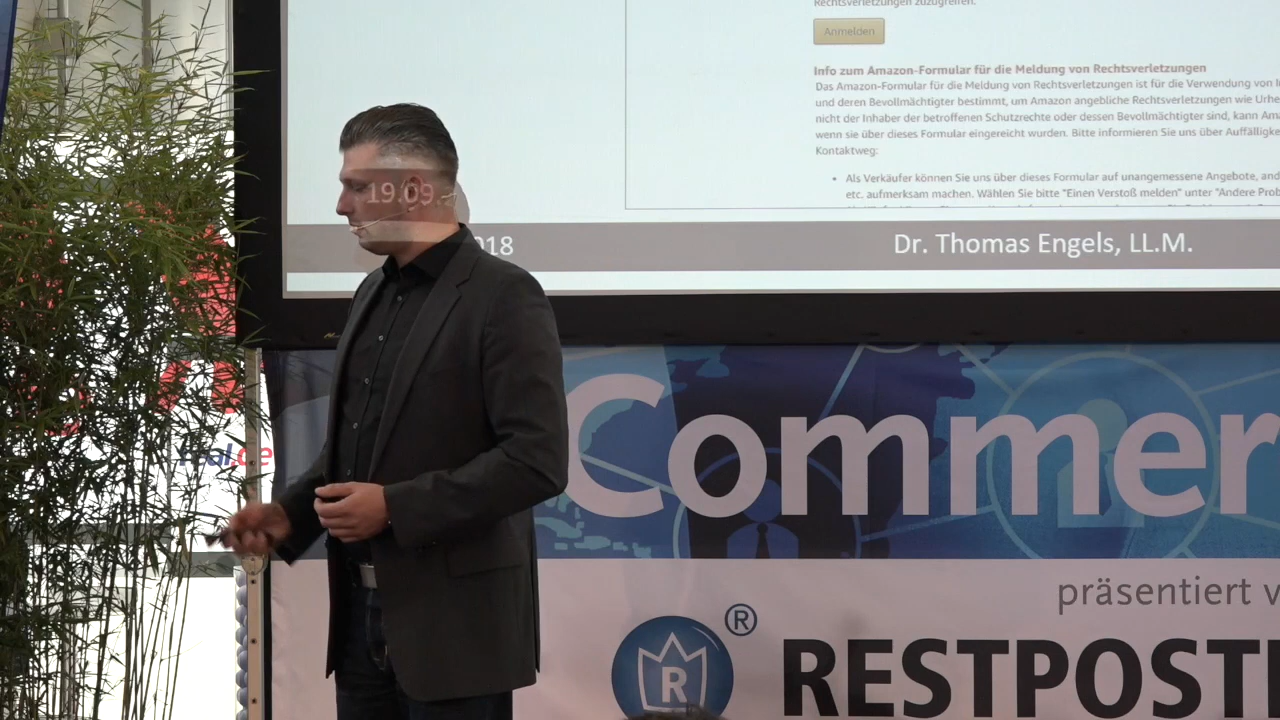 Rechtsverletzungen zuzugreifen.
Anmelden
Info zum Amazon-Formular für die Meldung von Rechtsverletzungen
Das Amazon-Formular für die Meldung von Rechtsverletzungen ist für die Verwendung von
und deren Bevollmächtigter bestimmt, um Amazon angebliche Rechtsverletzungen wie
nicht der Inhaber der betroffenen Schutzrechte oder dessen Bevollmächtigter sind, kann
wenn sie über dieses Formular eingereicht wurden. Bitte informieren Sie uns über
Kontaktweg:
• Als Verkäufer können Sie uns über dieses Formular auf unangemessene Angebote,
etc. aufmerksam machen. Wählen Sie bitte "Einen Verstoß melden" unter "Andere
19.09.
018
Dr. Thomas Engels, LL.M.
real.de
Commer
präsentiert v
R
®
RESTPOST